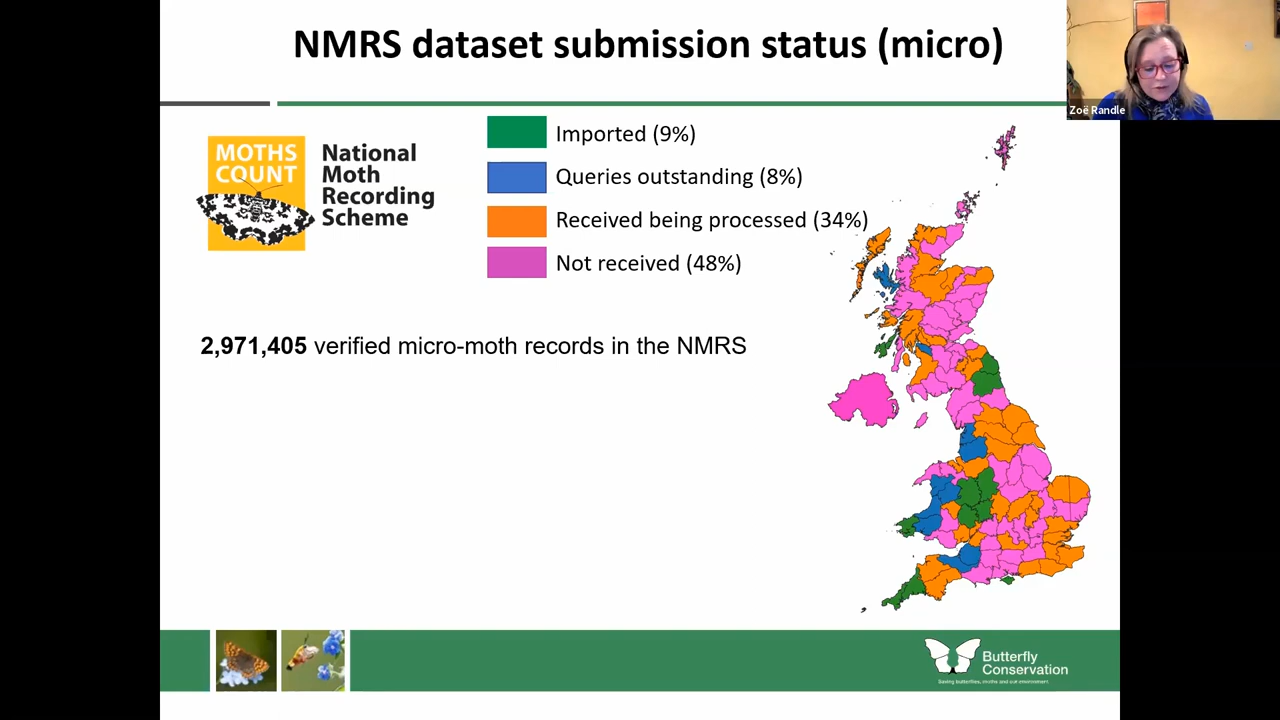 NMRS dataset submission status (micro)
Zoë Randle
MOTHS
COUNT
National
Moth
Recording
Scheme
Imported (9%)
Queries outstanding (8%)
Received being processed (34%)
Not received (48%)
2,971,405 verified micro-moth records in the NMRS
Butterfly
Conservation
Saving butterflies, moths and our environment